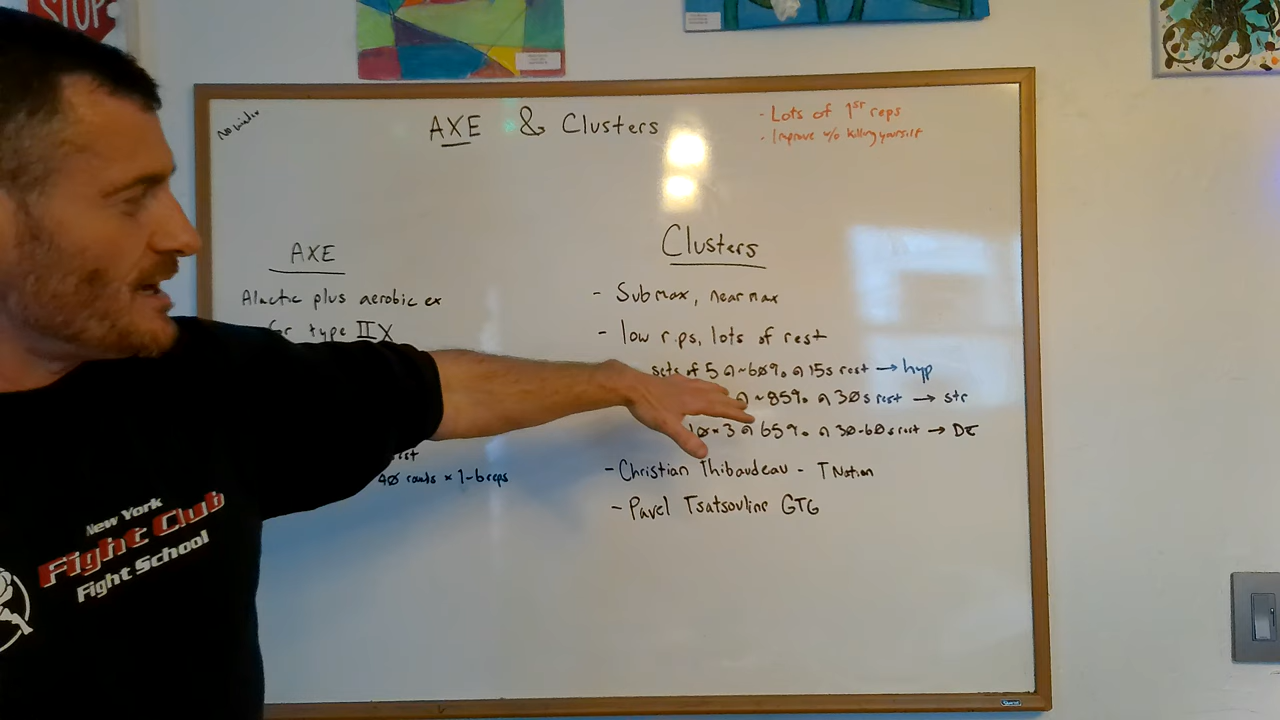 STOP
AXE & Clusters
- Lots of 1st reps
- Improve w/o killing yourself
AXE
Alactic plus aerobic ex
for type IIX
40 rounds × 1-6 reps
Clusters
- Submax, near max
- low reps, lots of rest
sets of 5 @ ~60% @ 15s rest → hyp
@ ~85% @ 30s rest → str
10×3 @ 65% @ 30-60s rest → DE
- Christian Thibaudeau - T Nation
- Pavel Tsatsouline GTG
New York
Fight Club
Fight School